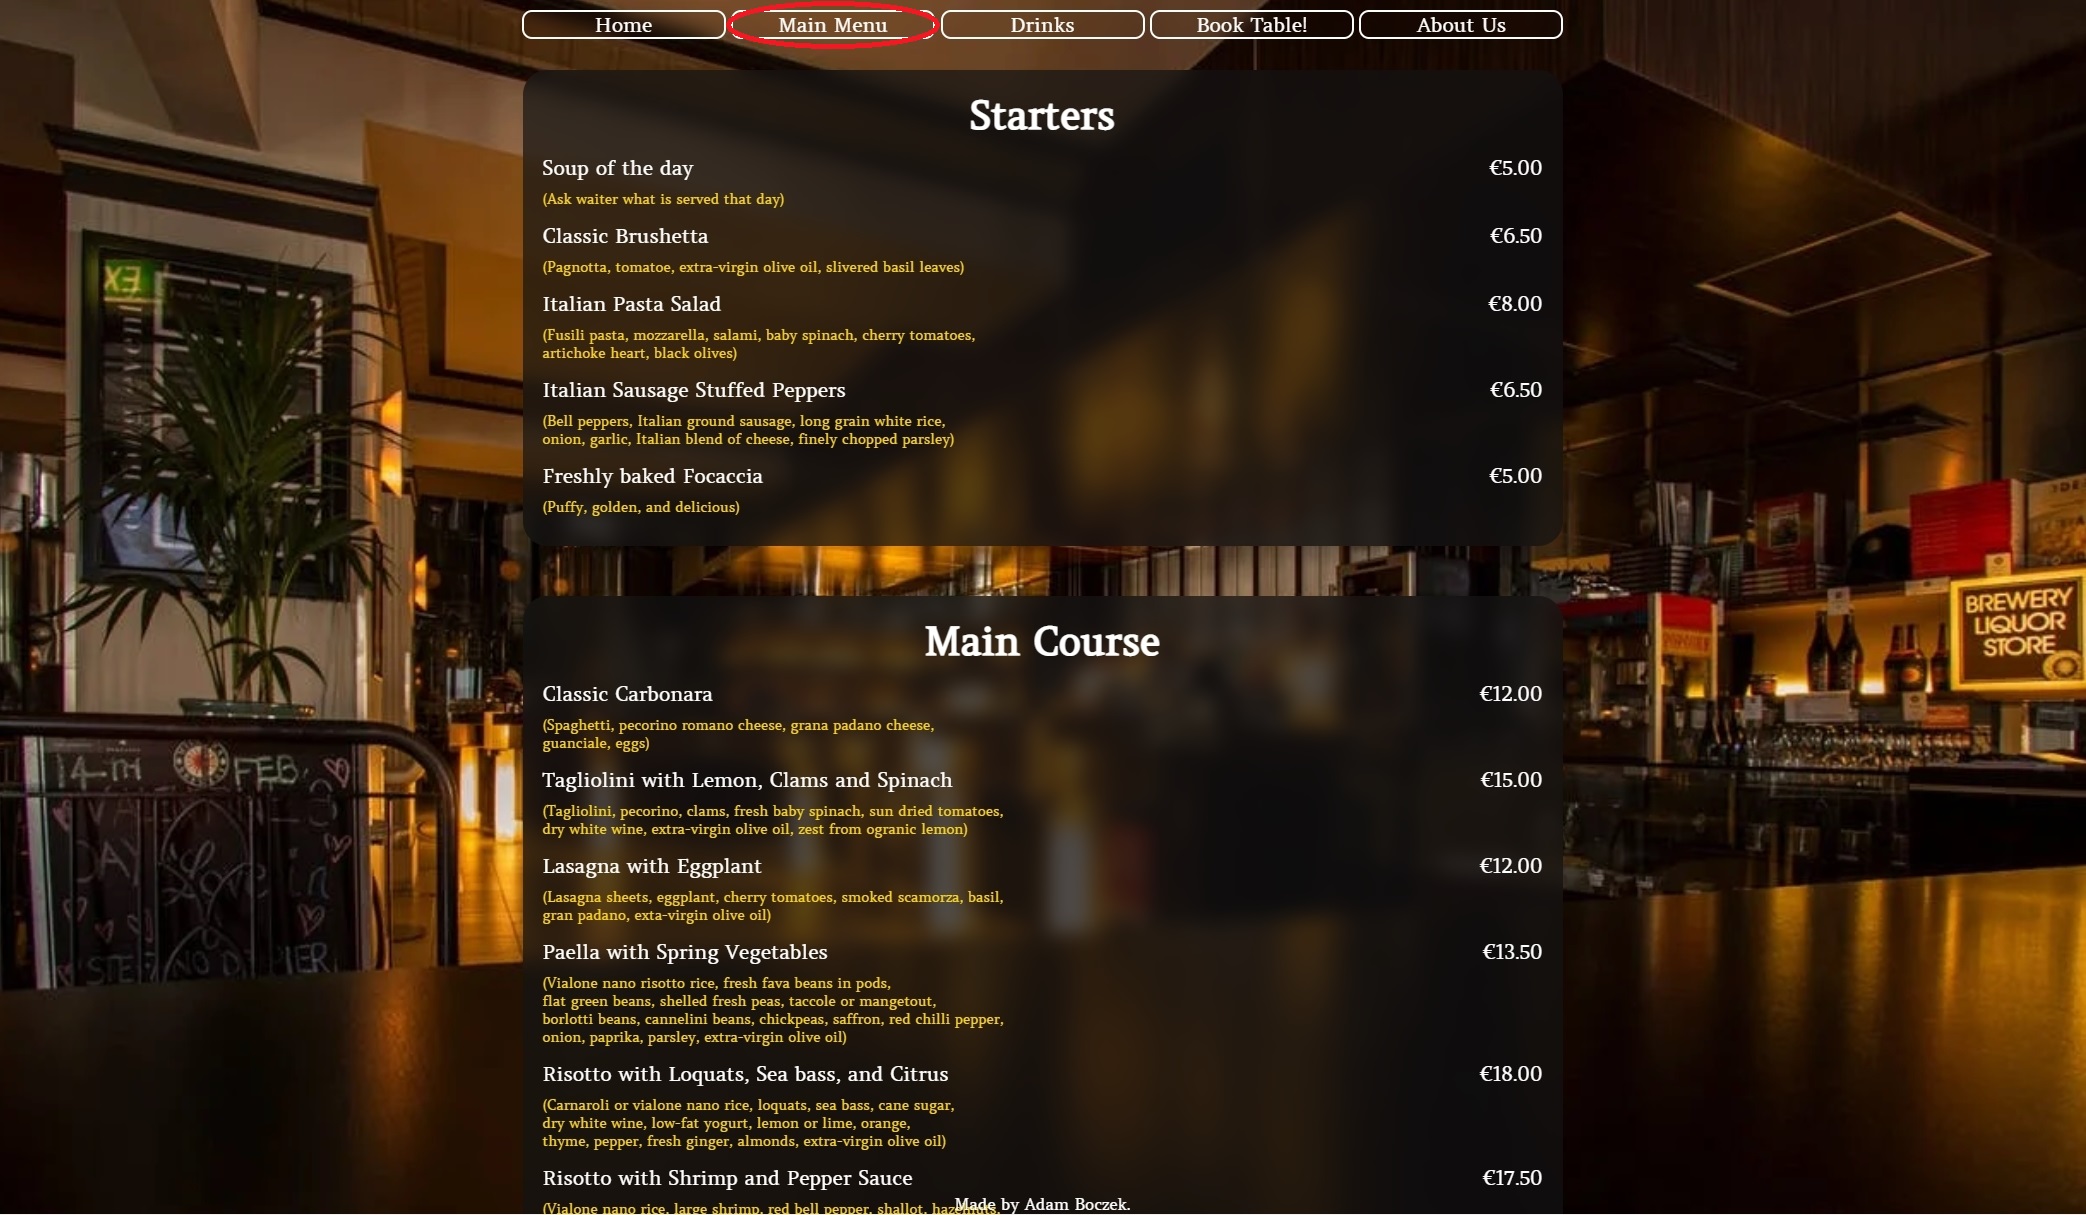 Home
Main Menu
Drinks
Book Table!
About Us
Starters
Soup of the day €5.00
(Ask waiter what is served that day)
Classic Brushetta €6.50
(Pagnotta, tomatoe, extra-virgin olive oil, slivered basil leaves)
Italian Pasta Salad €8.00
(Fusili pasta, mozzarella, salami, baby spinach, cherry tomatoes,
artichoke heart, black olives)
Italian Sausage Stuffed Peppers €6.50
(Bell peppers, Italian ground sausage, long grain white rice,
onion, garlic, Italian blend of cheese, finely chopped parsley)
Freshly baked Focaccia €5.00
(Puffy, golden, and delicious)
Main Course
Classic Carbonara €12.00
(Spaghetti, pecorino romano cheese, grana padano cheese,
guanciale, eggs)
Tagliolini with Lemon, Clams and Spinach €15.00
(Tagliolini, pecorino, clams, fresh baby spinach, sun dried tomatoes,
dry white wine, extra-virgin olive oil, zest from ogranic lemon)
Lasagna with Eggplant €12.00
(Lasagna sheets, eggplant, cherry tomatoes, smoked scamorza, basil,
gran padano, exta-virgin olive oil)
Paella with Spring Vegetables €13.50
(Vialone nano risotto rice, fresh fava beans in pods,
flat green beans, shelled fresh peas, taccole or mangetout,
borlotti beans, cannelini beans, chickpeas, saffron, red chilli pepper,
onion, paprika, parsley, extra-virgin olive oil)
Risotto with Loquats, Sea bass, and Citrus €18.00
(Carnaroli or vialone nano rice, loquats, sea bass, cane sugar,
dry white wine, low-fat yogurt, lemon or lime, orange,
thyme, pepper, fresh ginger, almonds, extra-virgin olive oil)
Risotto with Shrimp and Pepper Sauce €17.50
(Vialone nano rice, large shrimp, red bell pepper, shallot, hazelnuts,
Made by Adam Boczek.
EX
14-TH FEB.
DAY Love in
BREWERY
LIQUOR
STORE